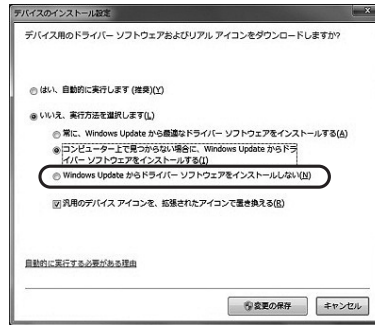 デバイスのインストール設定
デバイス用のドライバー ソフトウェアおよびリアル アイコンをダウンロードしますか?
はい、自動的に実行します (推奨)(Y)
いいえ、実行方法を選択します(L)
常に、Windows Update から最適なドライバー ソフトウェアをインストールする(A)
コンピューター上で見つからない場合に、Windows Update からドラ
イバー ソフトウェアをインストールする(I)
Windows Update からドライバー ソフトウェアをインストールしない(N)
汎用のデバイス アイコンを、拡張されたアイコンで置き換える(R)
自動的に実行する必要がある理由
変更の保存
キャンセル